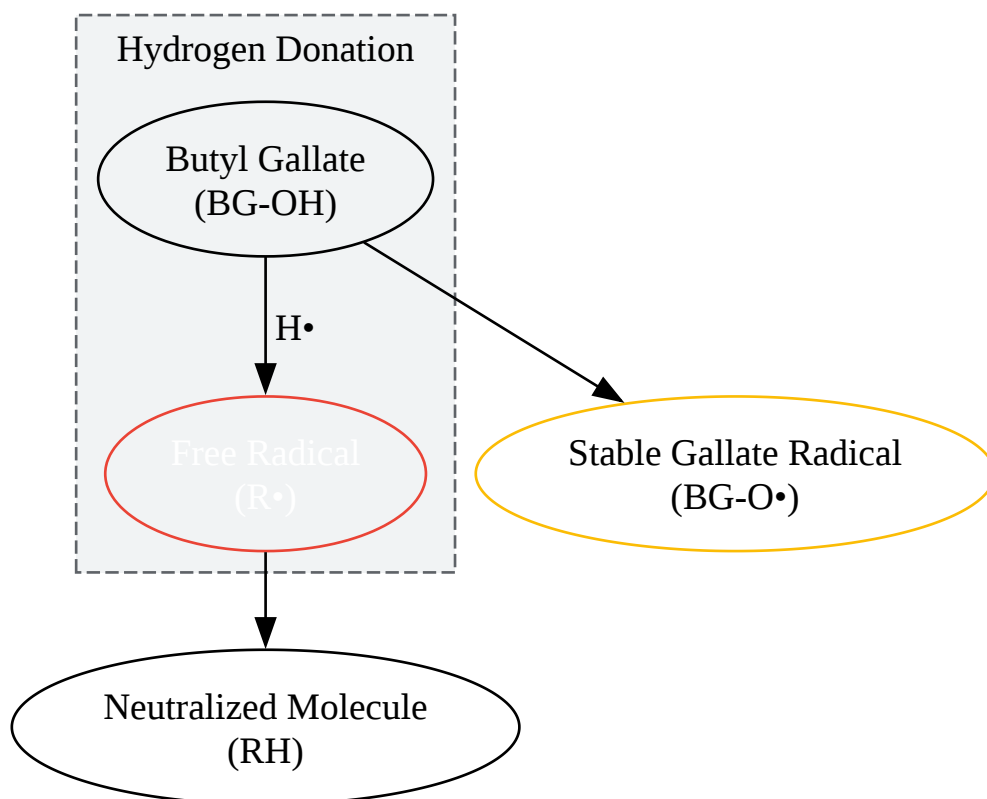 Hydrogen Donation
Butyl Gallate
(BG-OH)
H•
Free Radical
(R•)
Stable Gallate Radical
(BG-O•)
Neutralized Molecule
(RH)